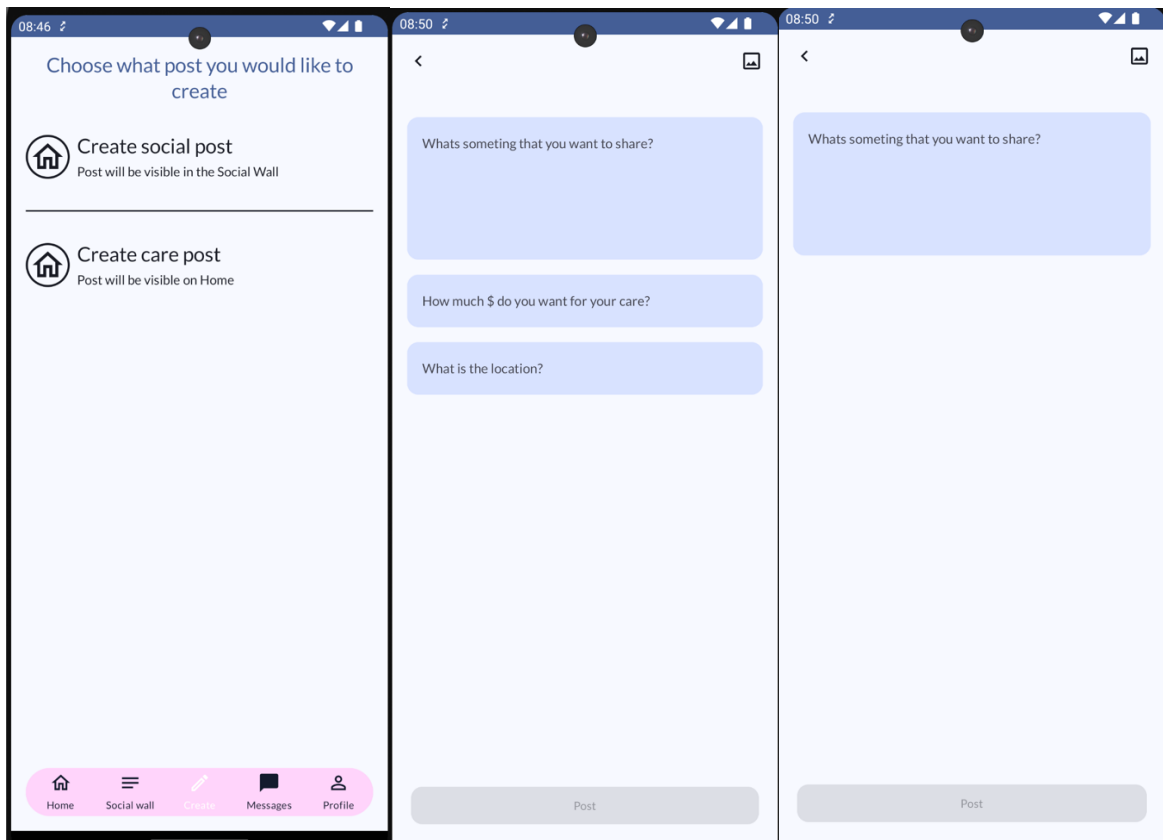 08:46
Choose what post you would like to
create
Create social post
Post will be visible in the Social Wall
Create care post
Post will be visible on Home
Home
Social wall
Create
Messages
Profile
08:50
Whats someting that you want to share?
How much $ do you want for your care?
What is the location?
Post
08:50
Whats someting that you want to share?
Post